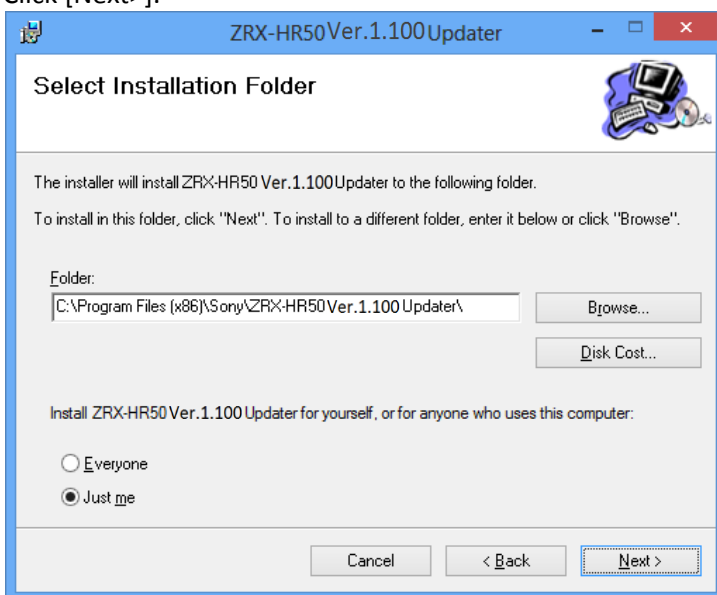 Click [Next>].
ZRX-HR50 Ver.1.100 Updater
Select Installation Folder
The installer will install ZRX-HR50 Ver.1.100 Updater to the following folder.
To install in this folder, click "Next". To install to a different folder, enter it below or click "Browse".
Folder:
C:\Program Files (x86)\Sony\ZRX-HR50 Ver.1.100 Updater\
Browse...
Disk Cost...
Install ZRX-HR50 Ver.1.100 Updater for yourself, or for anyone who uses this computer:
Everyone
Just me
Cancel
< Back
Next >